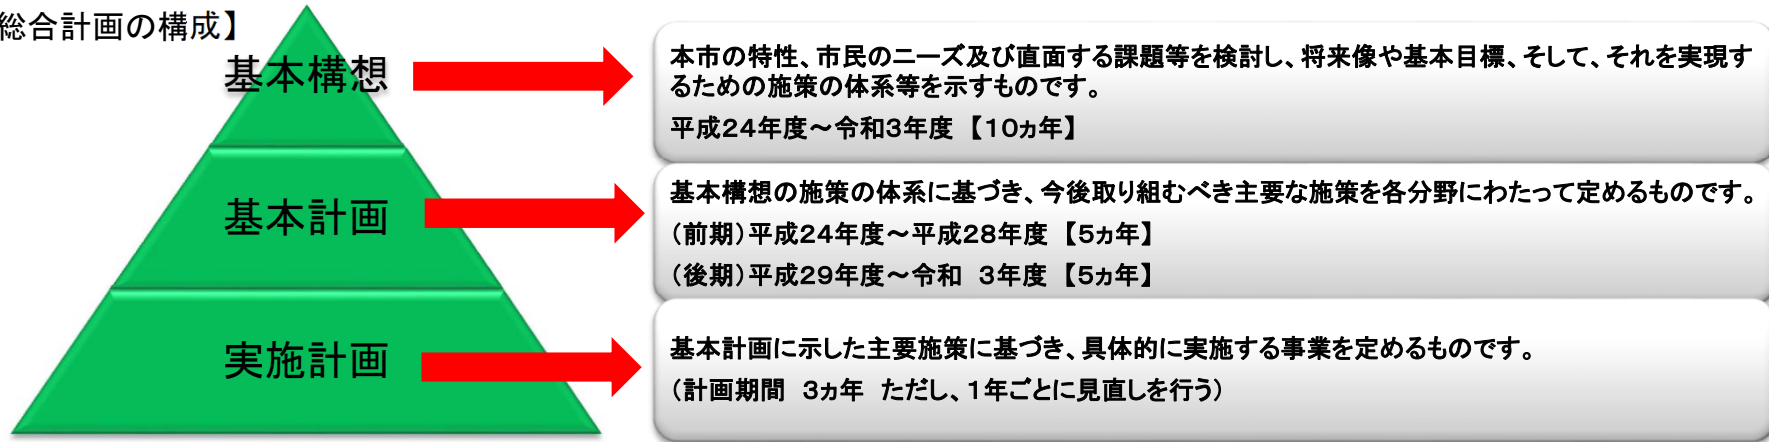 総合計画の構成】
基本構想
本市の特性、市民のニーズ及び直面する課題等を検討し、将来像や基本目標、そして、それを実現す
るための施策の体系等を示すものです。
平成24年度～令和3年度 【10ヵ年】
基本計画
基本構想の施策の体系に基づき、今後取り組むべき主要な施策を各分野にわたって定めるものです。
（前期）平成24年度～平成28年度 【5ヵ年】
（後期）平成29年度～令和　3年度 【5ヵ年】
実施計画
基本計画に示した主要施策に基づき、具体的に実施する事業を定めるものです。
（計画期間　3ヵ年　ただし、1年ごとに見直しを行う）